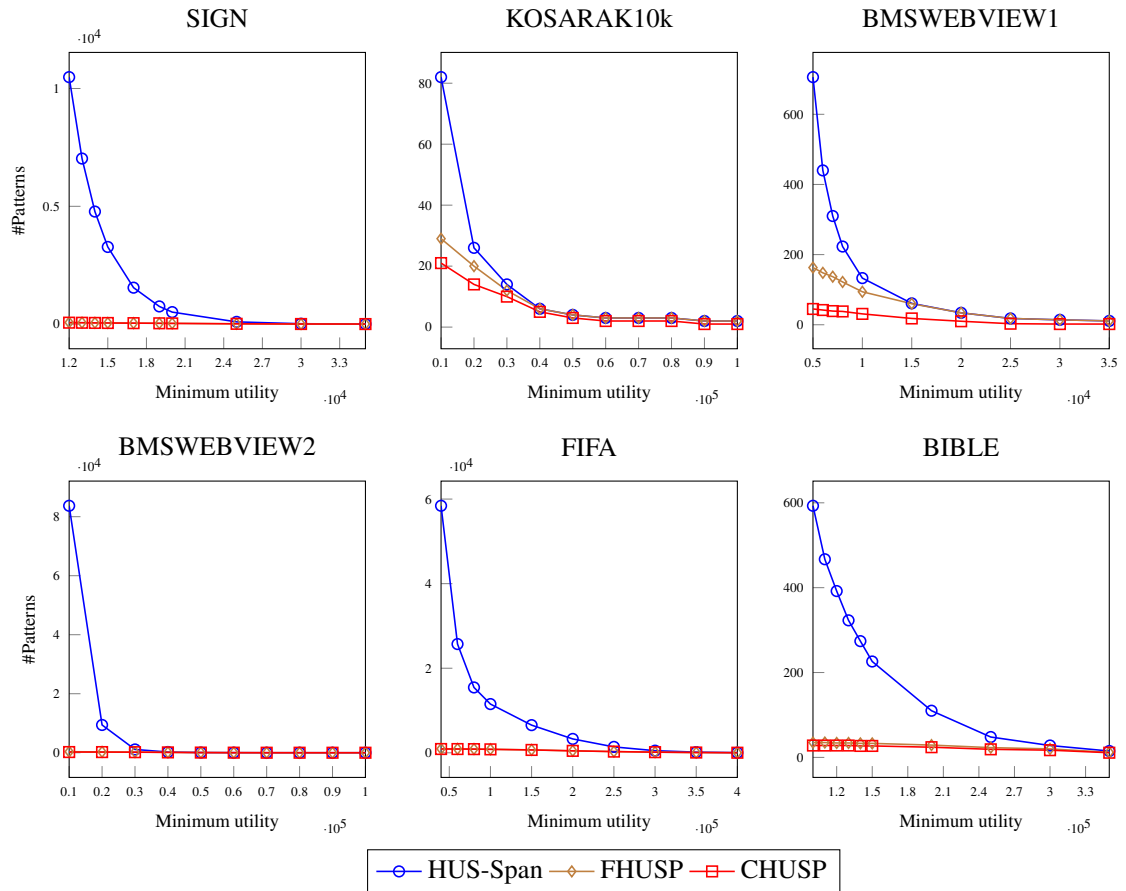 SIGN
·10^4
1
0.5
0
#Patterns
1.2 1.5 1.8 2.1 2.4 2.7 3 3.3
Minimum utility
·10^4
KOSARAK10k
80
60
40
20
0
0.1 0.2 0.3 0.4 0.5 0.6 0.7 0.8 0.9 1
Minimum utility
·10^5
BMSWEBVIEW1
600
400
200
0
0.5 1 1.5 2 2.5 3 3.5
Minimum utility
·10^4
BMSWEBVIEW2
·10^4
8
6
4
2
0
#Patterns
0.1 0.2 0.3 0.4 0.5 0.6 0.7 0.8 0.9 1
Minimum utility
·10^5
FIFA
·10^4
6
4
2
0
0.5 1 1.5 2 2.5 3 3.5 4
Minimum utility
·10^5
BIBLE
600
400
200
0
1.2 1.5 1.8 2.1 2.4 2.7 3 3.3
Minimum utility
·10^4
HUS-Span FHUSP CHUSP